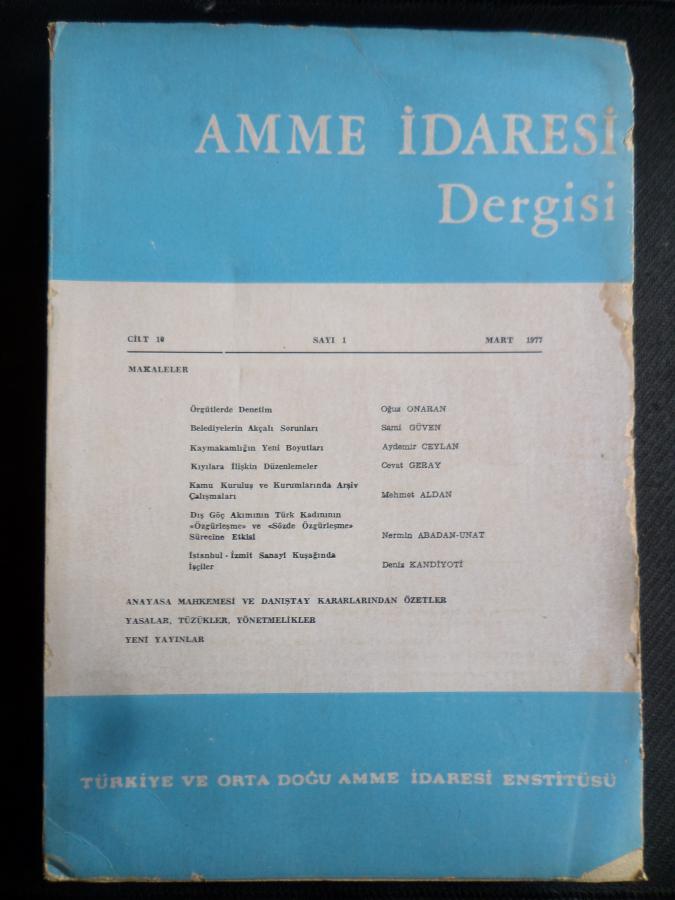 AMME İDARESİ
Dergisi
CİLT 10 SAYI 1 MART 1977
MAKALELER
Örgütlerde Denetim Oğuz ONARAN
Belediyelerin Akçalı Sorunları Sami GÜVEN
Kaymakamlığın Yeni Boyutları Aydemir CEYLAN
Kıyılara İlişkin Düzenlemeler Cevat GERAY
Kamu Kuruluş ve Kurumlarında Arşiv
Çalışmaları Mehmet ALDAN
Dış Göç Akımının Türk Kadınının
«Özgürleşme» ve «Sözde Özgürleşme»
Sürecine Etkisi Nermin ABADAN-UNAT
İstanbul - İzmit Sanayi Kuşağında
İşçiler Deniz KANDİYOTİ
ANAYASA MAHKEMESİ VE DANIŞTAY KARARLARINDAN ÖZETLER
YASALAR, TÜZÜKLER, YÖNETMELİKLER
YENİ YAYINLAR
TÜRKİYE VE ORTA DOĞU AMME İDARESİ ENSTİTÜSÜ